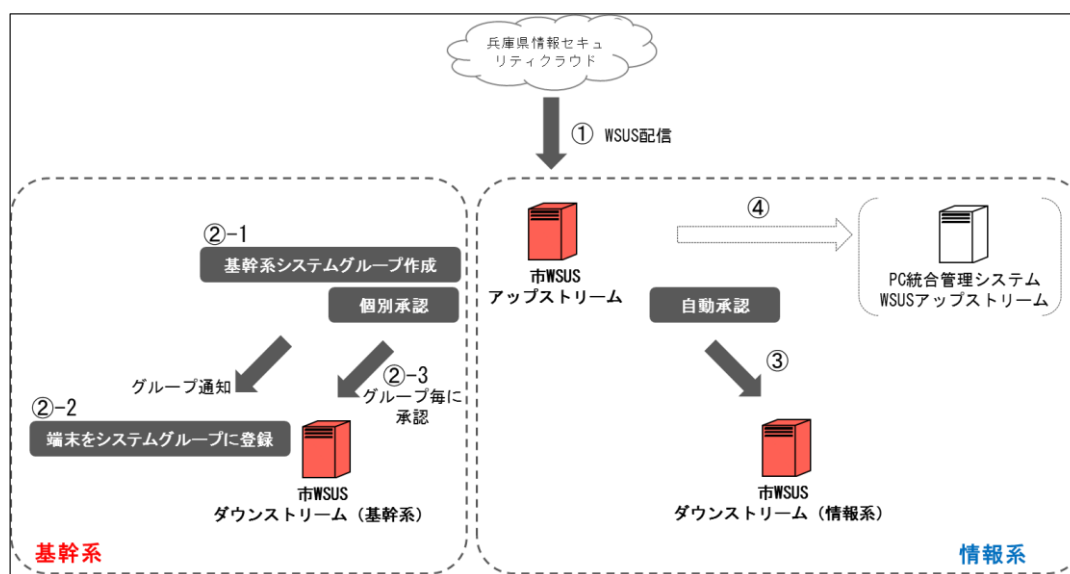 兵庫県情報セキュ
リティクラウド
① WSUS配信
②-1
基幹系システムグループ作成
個別承認
グループ通知
②-3
グループ毎に
承認
②-2
端末をシステムグループに登録
市WSUS
ダウンストリーム（基幹系）
基幹系
市WSUS
アップストリーム
④
PC統合管理システム
WSUSアップストリーム
自動承認
③
市WSUS
ダウンストリーム（情報系）
情報系